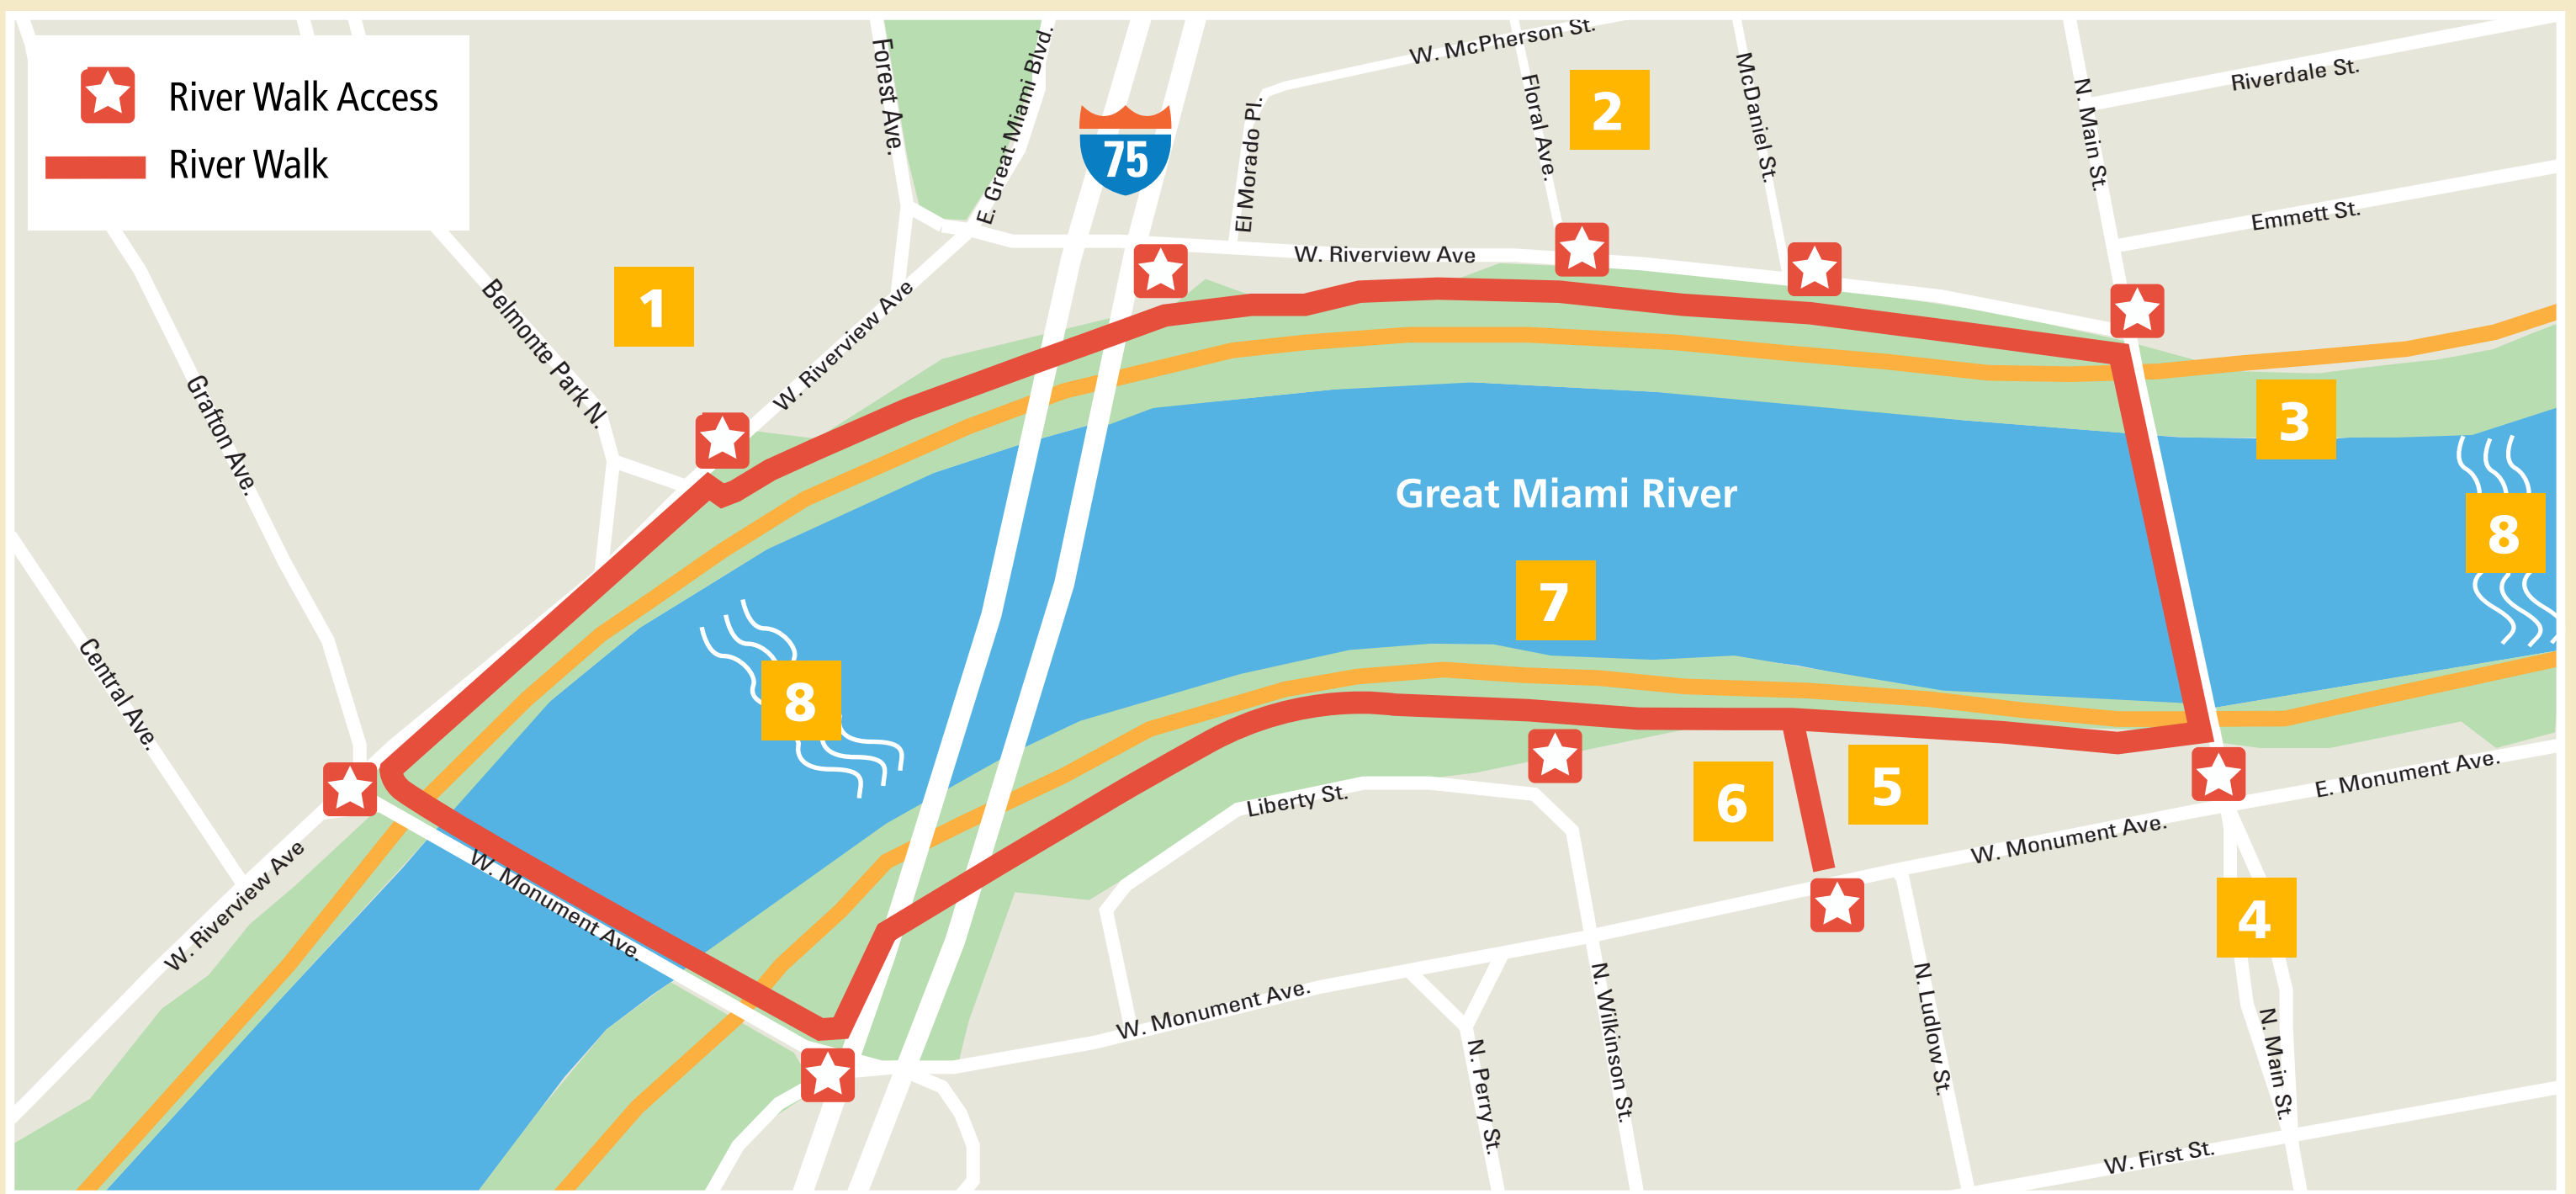 River Walk Access
River Walk
Forest Ave.
E. Great Miami Blvd.
75
El Morado Pl.
W. McPherson St.
Floral Ave.
2
McDaniel St.
N. Main St.
Riverdale St.
Emmett St.
1
Belmonte Park N.
W. Riverview Ave
W. Riverview Ave
Grafton Ave.
Central Ave.
3
Great Miami River
8
7
8
Liberty St.
6
5
E. Monument Ave.
W. Monument Ave.
W. Riverview Ave
W. Monument Ave.
4
W. Monument Ave.
N. Perry St.
N. Wilkinson St.
N. Ludlow St.
N. Main St.
W. First St.